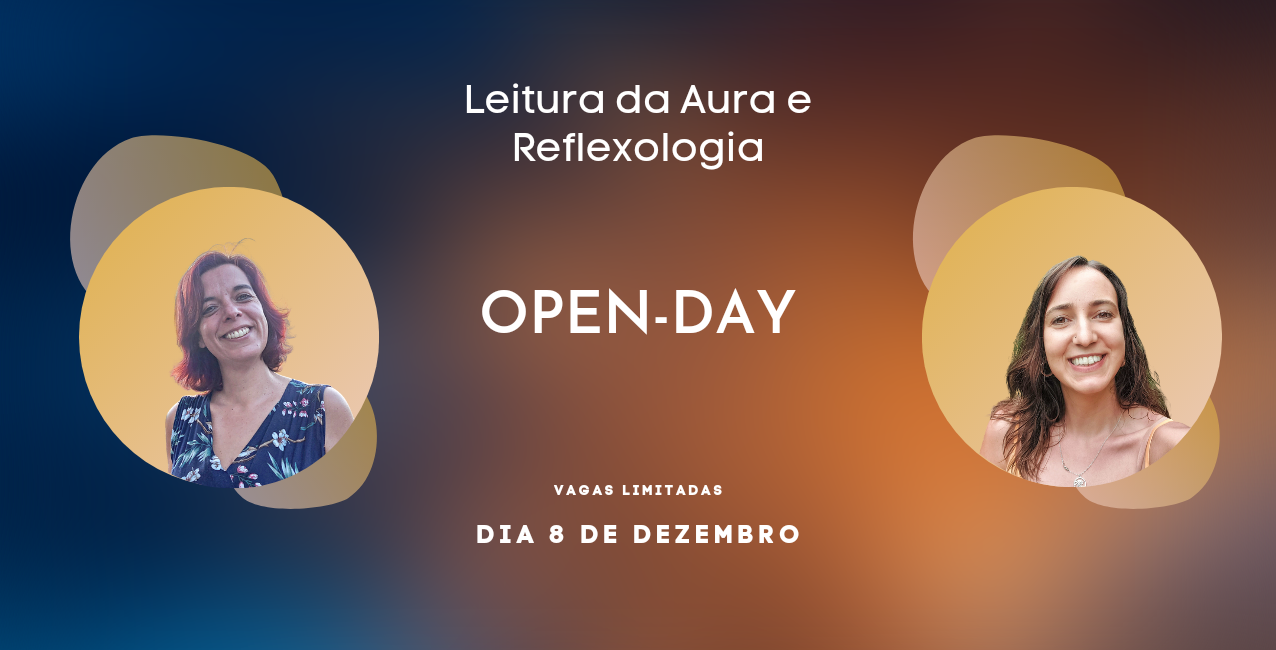 Leitura da Aura e
Reflexologia
OPEN-DAY
VAGAS LIMITADAS
DIA 8 DE DEZEMBRO